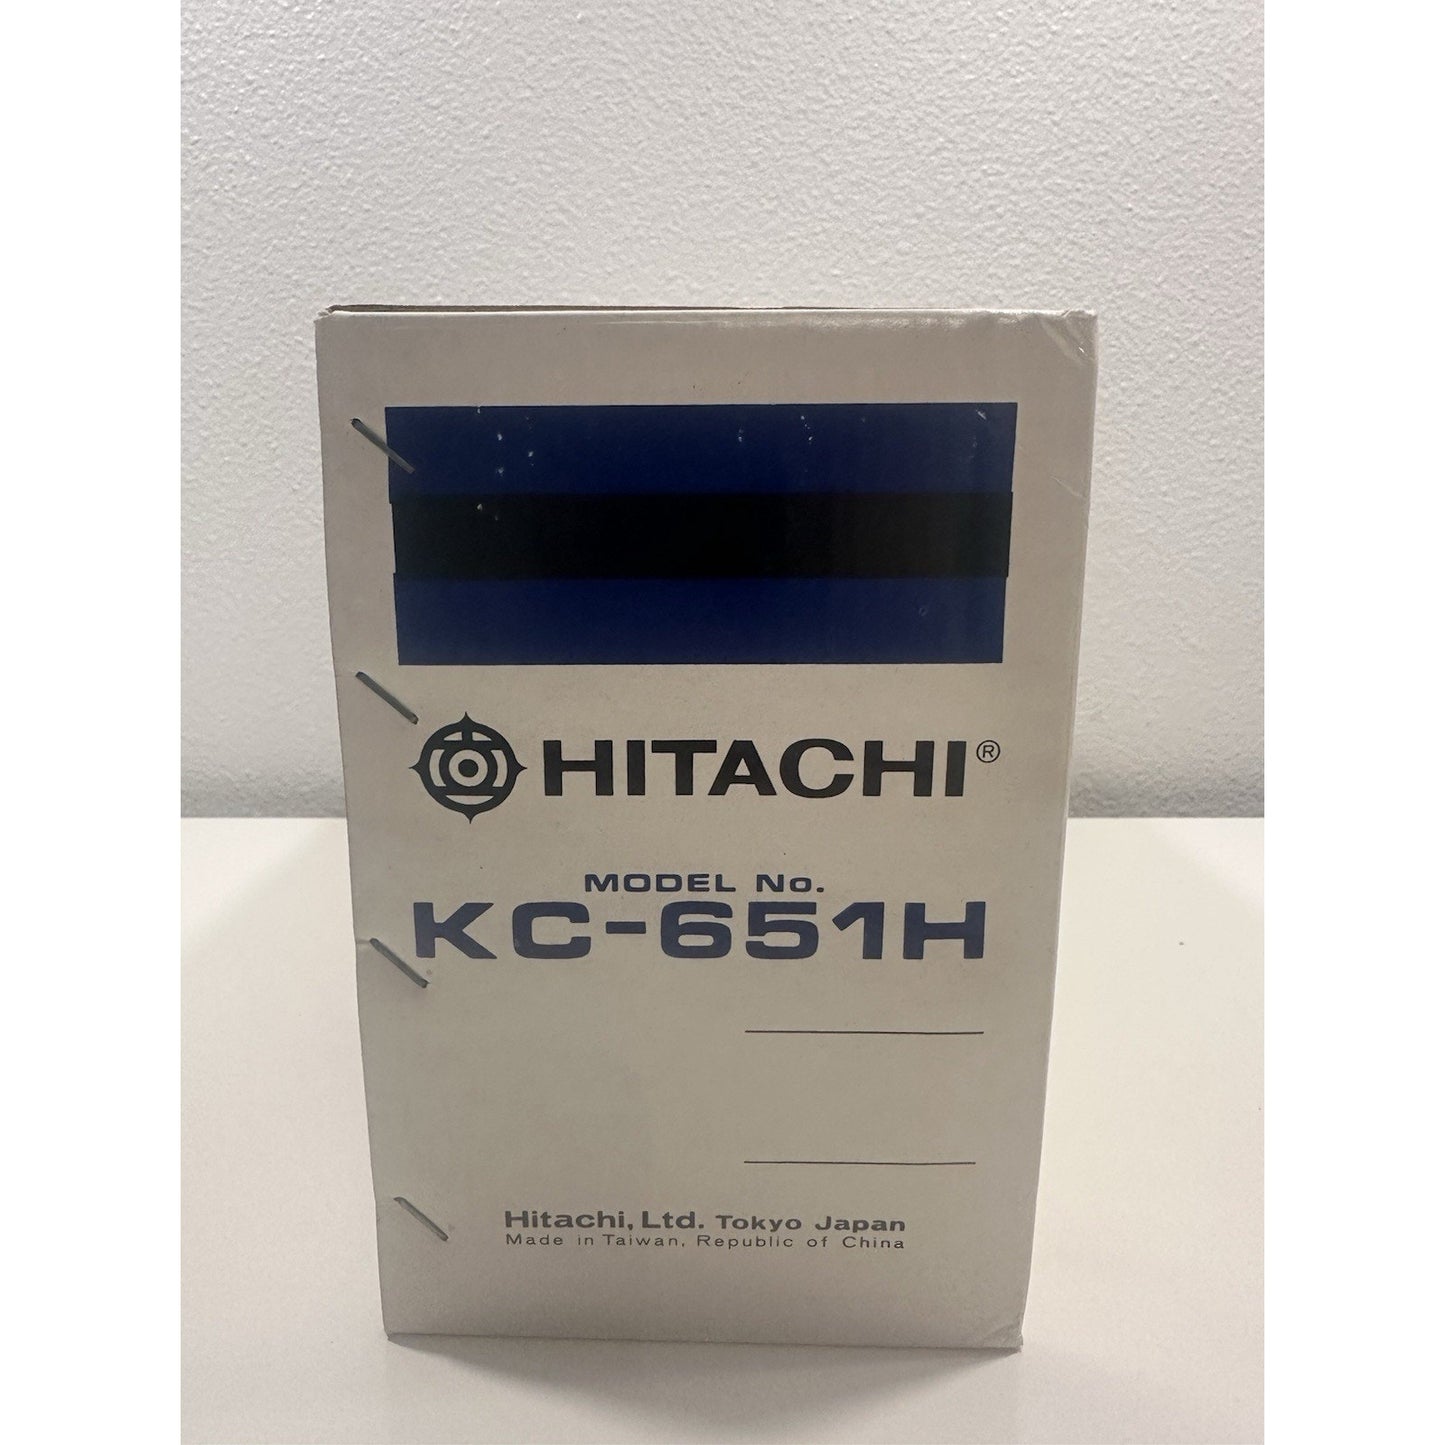 HITACHI®
MODEL No.
KC-651H
Hitachi, Ltd. Tokyo Japan
Made in Taiwan, Republic of China